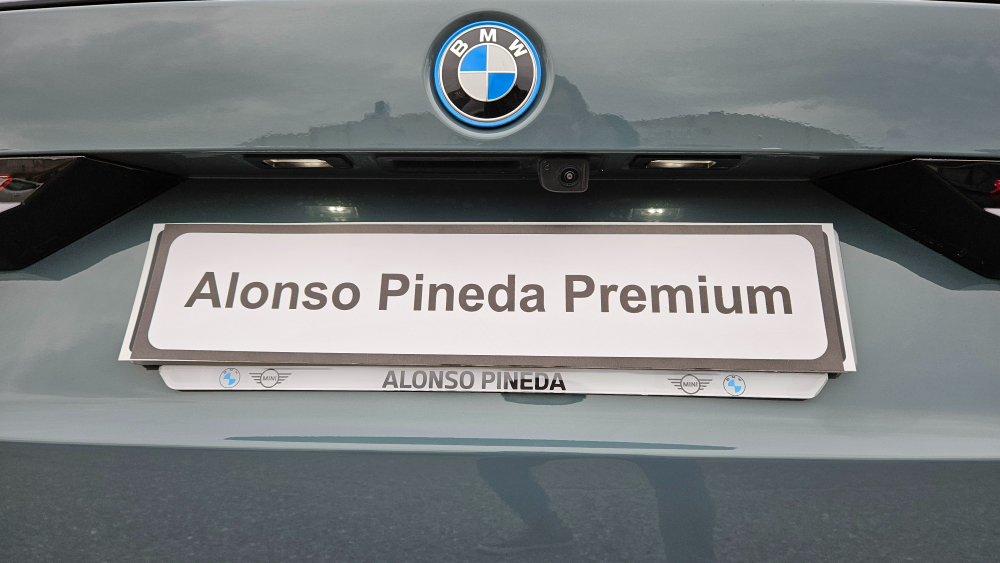 BMW
Alonso Pineda Premium
MINI ALONSO PINEDA MINI